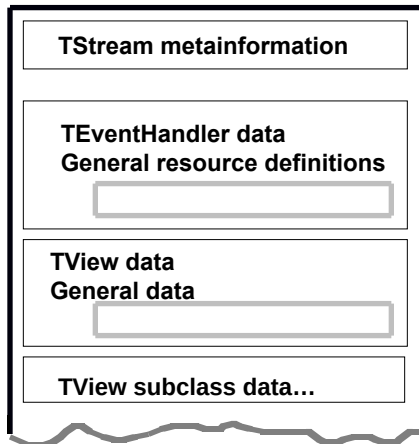 TStream metainformation
TEventHandler data
General resource definitions
TView data
General data
TView subclass data…